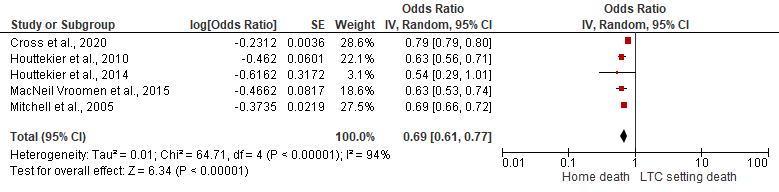 Odds Ratio Odds Ratio
Study or Subgroup log[Odds Ratio] SE Weight IV, Random, 95% CI IV, Random, 95% CI
Cross et al., 2020 -0.2312 0.0036 28.6% 0.79 [0.79, 0.80]
Houttekier et al., 2010 -0.462 0.0601 22.1% 0.63 [0.56, 0.71]
Houttekier et al., 2014 -0.6162 0.3172 3.1% 0.54 [0.29, 1.01]
MacNeil Vroomen et al., 2015 -0.4662 0.0817 18.6% 0.63 [0.53, 0.74]
Mitchell et al., 2005 -0.3735 0.0219 27.5% 0.69 [0.66, 0.72]
Total (95% CI) 100.0% 0.69 [0.61, 0.77]
Heterogeneity: Tau² = 0.01; Chi² = 64.71, df = 4 (P < 0.00001); I² = 94%
Test for overall effect: Z = 6.34 (P < 0.00001)
0.01 0.1 1 10 100
Home death LTC setting death